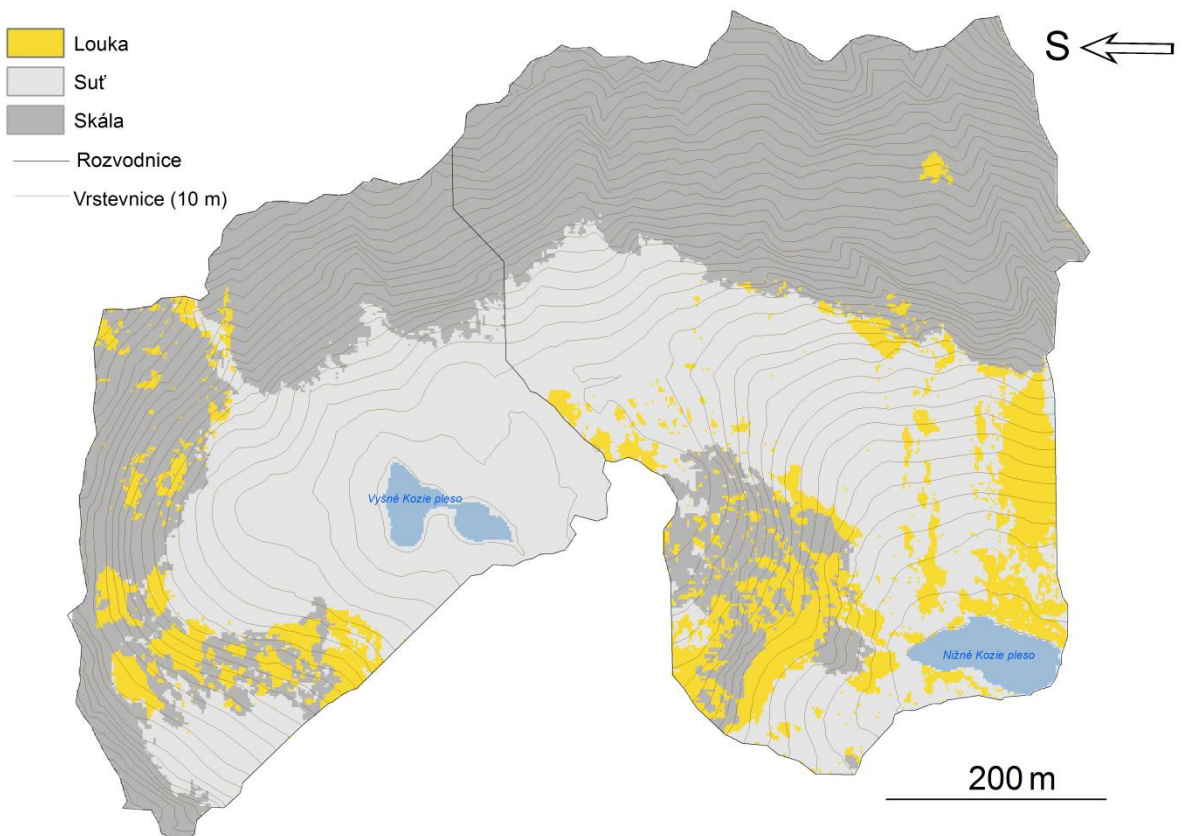 Louka
Suť
Skála
Rozvodnice
Vrstevnice (10 m)
S
Vyšné Kozie pleso
Nižné Kozie pleso
200 m